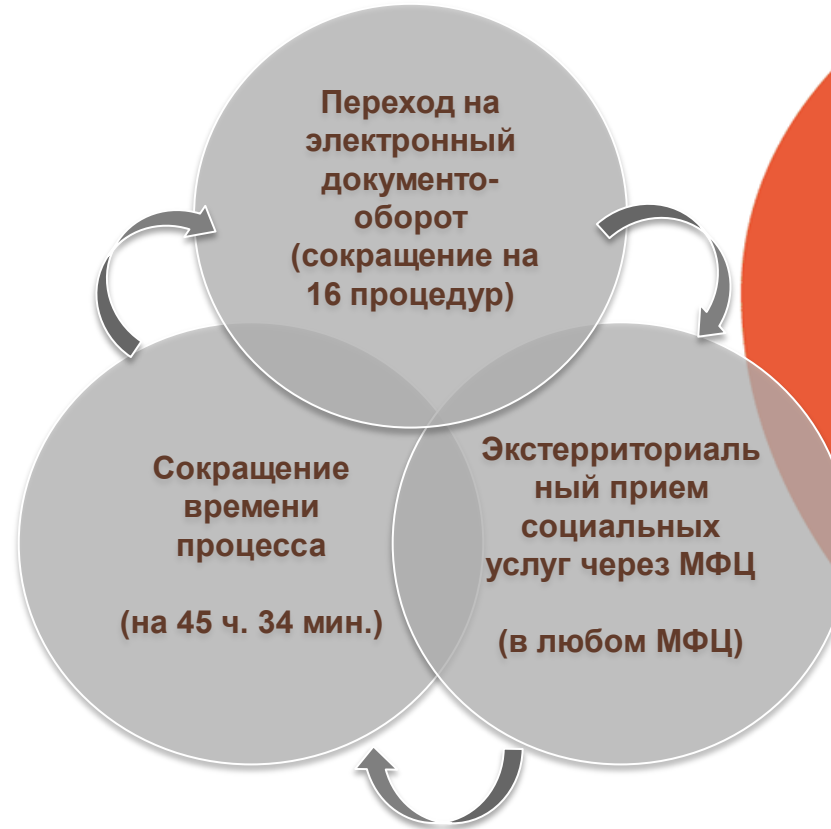 Переход на
электронный
документо-
оборот
(сокращение на
16 процедур)
Сокращение
времени
процесса
(на 45 ч. 34 мин.)
Экстерриториаль
ный прием
социальных
услуг через МФЦ
(в любом МФЦ)